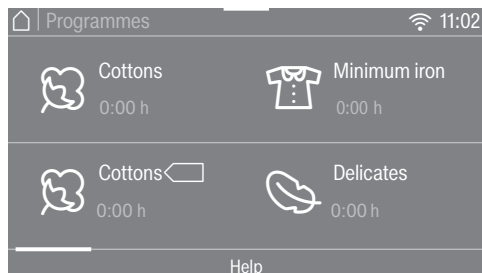 Programmes 11:02
Cottons
0:00 h
Minimum iron
0:00 h
Cottons
0:00 h
Delicates
0:00 h
Help